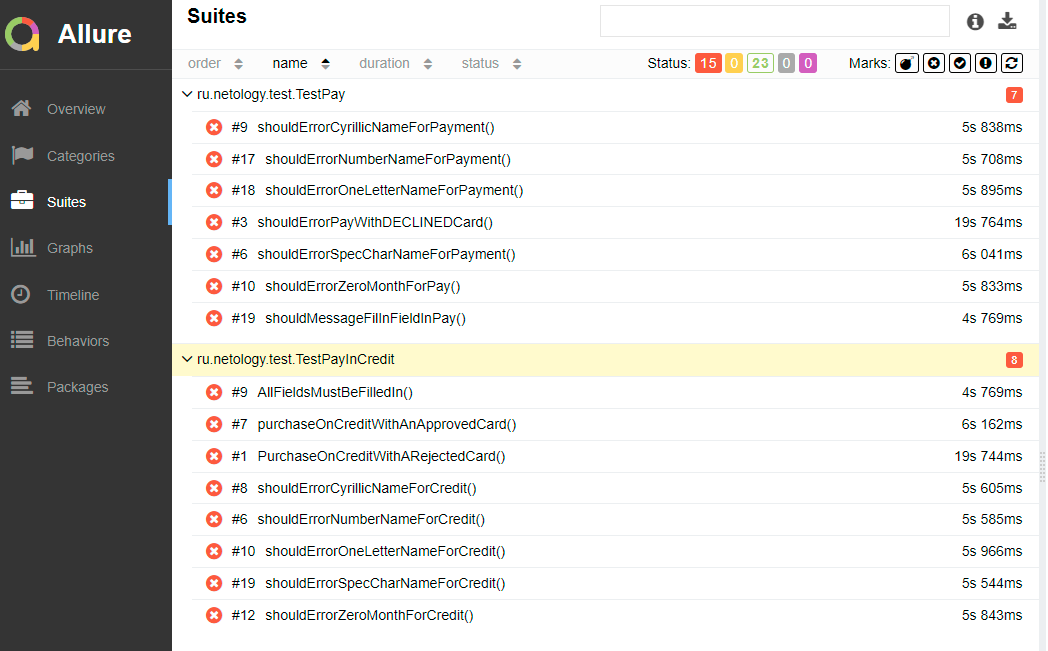 Allure
Overview
Categories
Suites
Graphs
Timeline
Behaviors
Packages
Suites
order name duration status Status: 15 0 23 0 0 Marks:
ru.netology.test.TestPay 7
#9 shouldErrorCyrillicNameForPayment() 5s 838ms
#17 shouldErrorNumberNameForPayment() 5s 708ms
#18 shouldErrorOneLetterNameForPayment() 5s 895ms
#3 shouldErrorPayWithDECLINEDCard() 19s 764ms
#6 shouldErrorSpecCharNameForPayment() 6s 041ms
#10 shouldErrorZeroMonthForPay() 5s 833ms
#19 shouldMessageFilInFieldInPay() 4s 769ms
ru.netology.test.TestPayInCredit 8
#9 AllFieldsMustBeFilledIn() 4s 769ms
#7 purchaseOnCreditWithAnApprovedCard() 6s 162ms
#1 PurchaseOnCreditWithARejectedCard() 19s 744ms
#8 shouldErrorCyrillicNameForCredit() 5s 605ms
#6 shouldErrorNumberNameForCredit() 5s 585ms
#10 shouldErrorOneLetterNameForCredit() 5s 966ms
#19 shouldErrorSpecCharNameForCredit() 5s 544ms
#12 shouldErrorZeroMonthForCredit() 5s 843ms